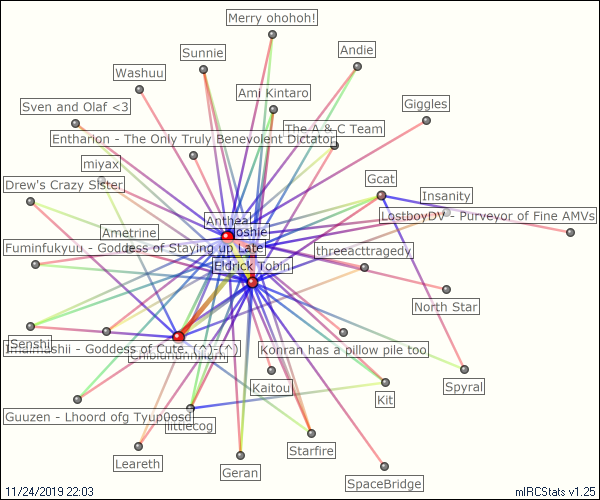 Merry ohohoh!
Andie
Sunnie
Washuu
Ami Kintaro
Sven and Olaf <3
Giggles
The A & C Team
Entharion - The Only Truly Benevolent Dictator
miyax
Gcat
Drew's Crazy Sister
Insanity
LostboyDV - Purveyor of Fine AMVs
Anthea
Joshie
Ametrine
Fuminfukyuu - Goddess of Staying up Late
threeacttragedy
Eldrick Tobin
North Star
Senshi
Goddess of Cute. (^)-(^)
Konran has a pillow pile too
Kaitou
Spyral
Kit
Guuzen - Lhoord ofg Tyup0osd
littlecog
Starfire
Leareth
Geran
SpaceBridge
11/24/2019 22:03
mIRCStats v1.25